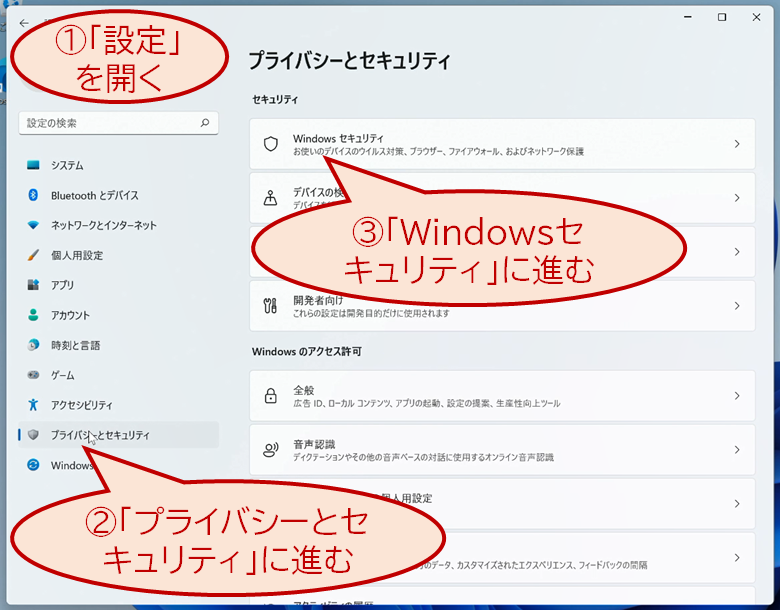 ①「設定」
を開く
プライバシーとセキュリティ
セキュリティ
設定の検索
Windows セキュリティ
お使いのデバイスのウイルス対策、ブラウザー、ファイアウォール、およびネットワーク保護
システム
Bluetooth とデバイス
ネットワークとインターネット
個人用設定
アプリ
アカウント
時刻と言語
ゲーム
アクセシビリティ
プライバシーとセキュリティ
Windows
デバイスの検
③「Windowsセ
キュリティ」に進む
開発者向け
これらの設定は開発目的だけに使用されます
Windows のアクセス許可
全般
広告 ID、ローカル コンテンツ、アプリの起動、設定の提案、生産性向上ツール
音声認識
ディクテーションやその他の音声ベースの対話に使用するオンライン音声認識
個人用設定
②「プライバシーとセ
キュリティ」に進む
のデータ、カスタマイズされたエクスペリエンス、フィードバックの間隔